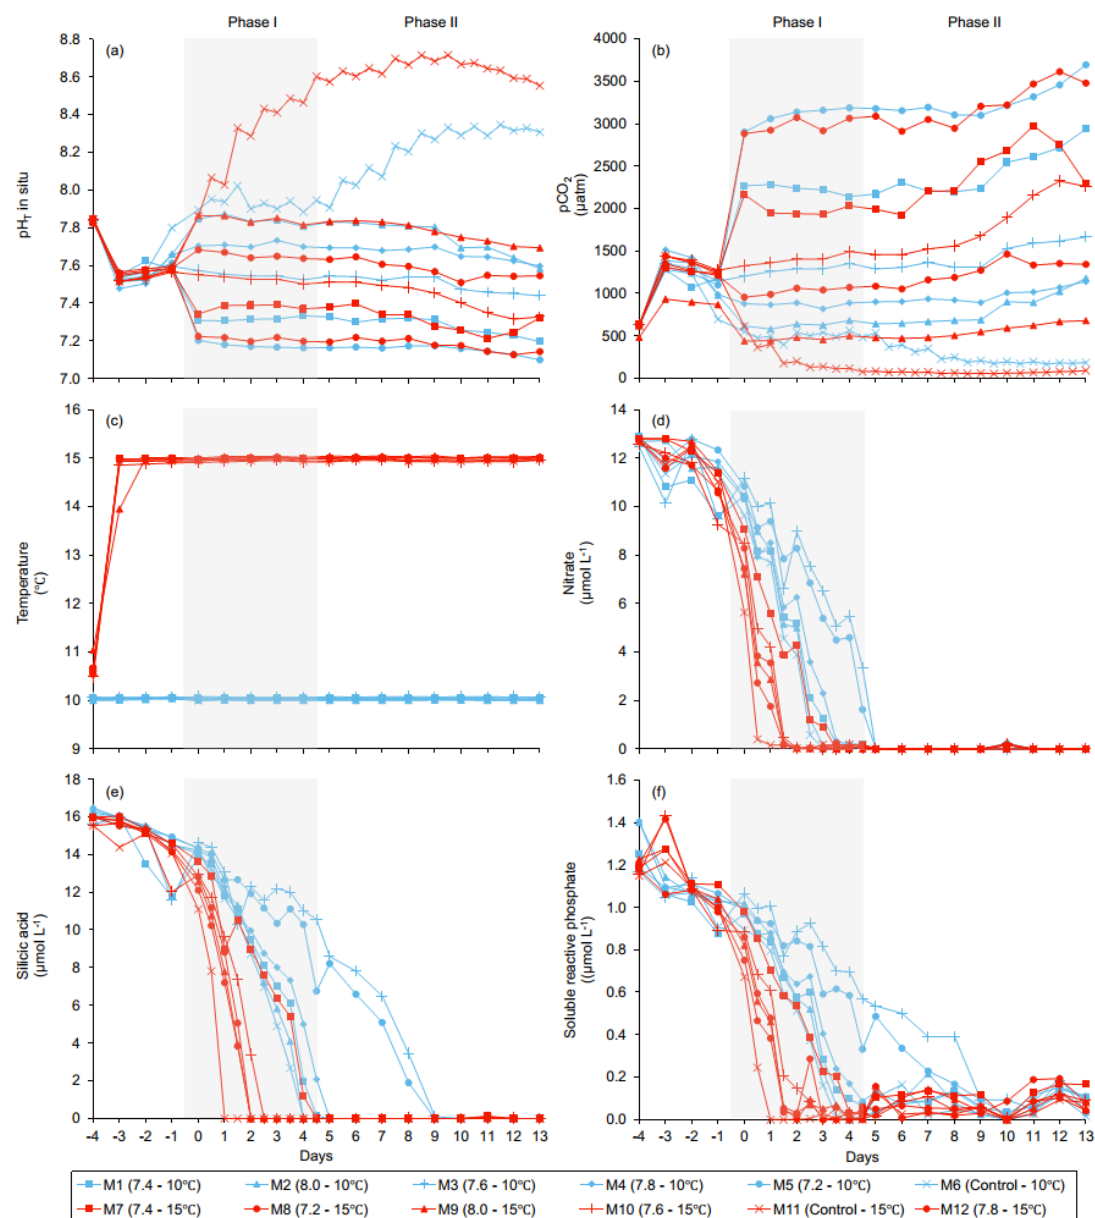 Phase I Phase II Phase I Phase II
8.8 (a)
8.6
8.4
8.2
8.0
7.8
7.6
7.4
7.2
7.0
pH_T in situ
4000 (b)
3500
3000
2500
2000
1500
1000
500
0
pCO₂
(µatm)
16 (c)
15
14
13
12
11
10
9
Temperature
(°C)
14 (d)
12
10
8
6
4
2
0
Nitrate
(µmol L⁻¹)
18 (e)
16
14
12
10
8
6
4
2
0
Silicic acid
(µmol L⁻¹)
-4 -3 -2 -1 0 1 2 3 4 5 6 7 8 9 10 11 12 13
Days
1.6 (f)
1.4
1.2
1.0
0.8
0.6
0.4
0.2
0.0
Soluble reactive phosphate
((µmol L⁻¹)
-4 -3 -2 -1 0 1 2 3 4 5 6 7 8 9 10 11 12 13
Days
M1 (7.4 - 10℃) M2 (8.0 - 10℃) M3 (7.6 - 10℃) M4 (7.8 - 10℃) M5 (7.2 - 10℃) M6 (Control - 10℃)
M7 (7.4 - 15℃) M8 (7.2 - 15℃) M9 (8.0 - 15℃) M10 (7.6 - 15℃) M11 (Control - 15℃) M12 (7.8 - 15℃)